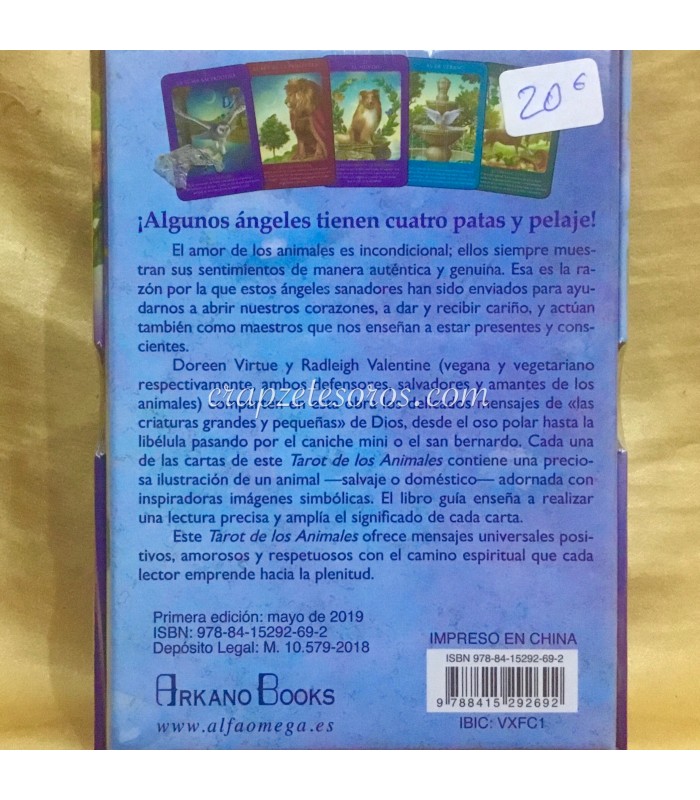 20€
¡Algunos ángeles tienen cuatro patas y pelaje!
El amor de los animales es incondicional; ellos siempre mues-
tran sus sentimientos de manera auténtica y genuina. Esa es la ra-
zón por la que estos ángeles sanadores han sido enviados para ayu-
darnos a abrir nuestros corazones, a dar y recibir cariño, y actúan
también como maestros que nos enseñan a estar presentes y cons-
cientes.
Doreen Virtue y Radleigh Valentine (vegana y vegetariano
respectivamente, ambos defensores, salvadores y amantes de los
crapzetesoros.com
animales) comparten en esta obra los delicados mensajes de «las
criaturas grandes y pequeñas» de Dios, desde el oso polar hasta la
libélula pasando por el caniche mini o el san bernardo. Cada una
de las cartas de este Tarot de los Animales contiene una precio-
sa ilustración de un animal —salvaje o doméstico— adornada con
inspiradoras imágenes simbólicas. El libro guía enseña a realizar
una lectura precisa y amplía el significado de cada carta.
Este Tarot de los Animales ofrece mensajes universales posi-
tivos, amorosos y respetuosos con el camino espiritual que cada
lector emprende hacia la plenitud.
Primera edición: mayo de 2019
ISBN: 978-84-15292-69-2
Depósito Legal: M. 10.579-2018
ARKANO BOOKS
www.alfaomega.es
IMPRESO EN CHINA
ISBN 978-84-15292-69-2
9 788415 292692
IBIC: VXFC1